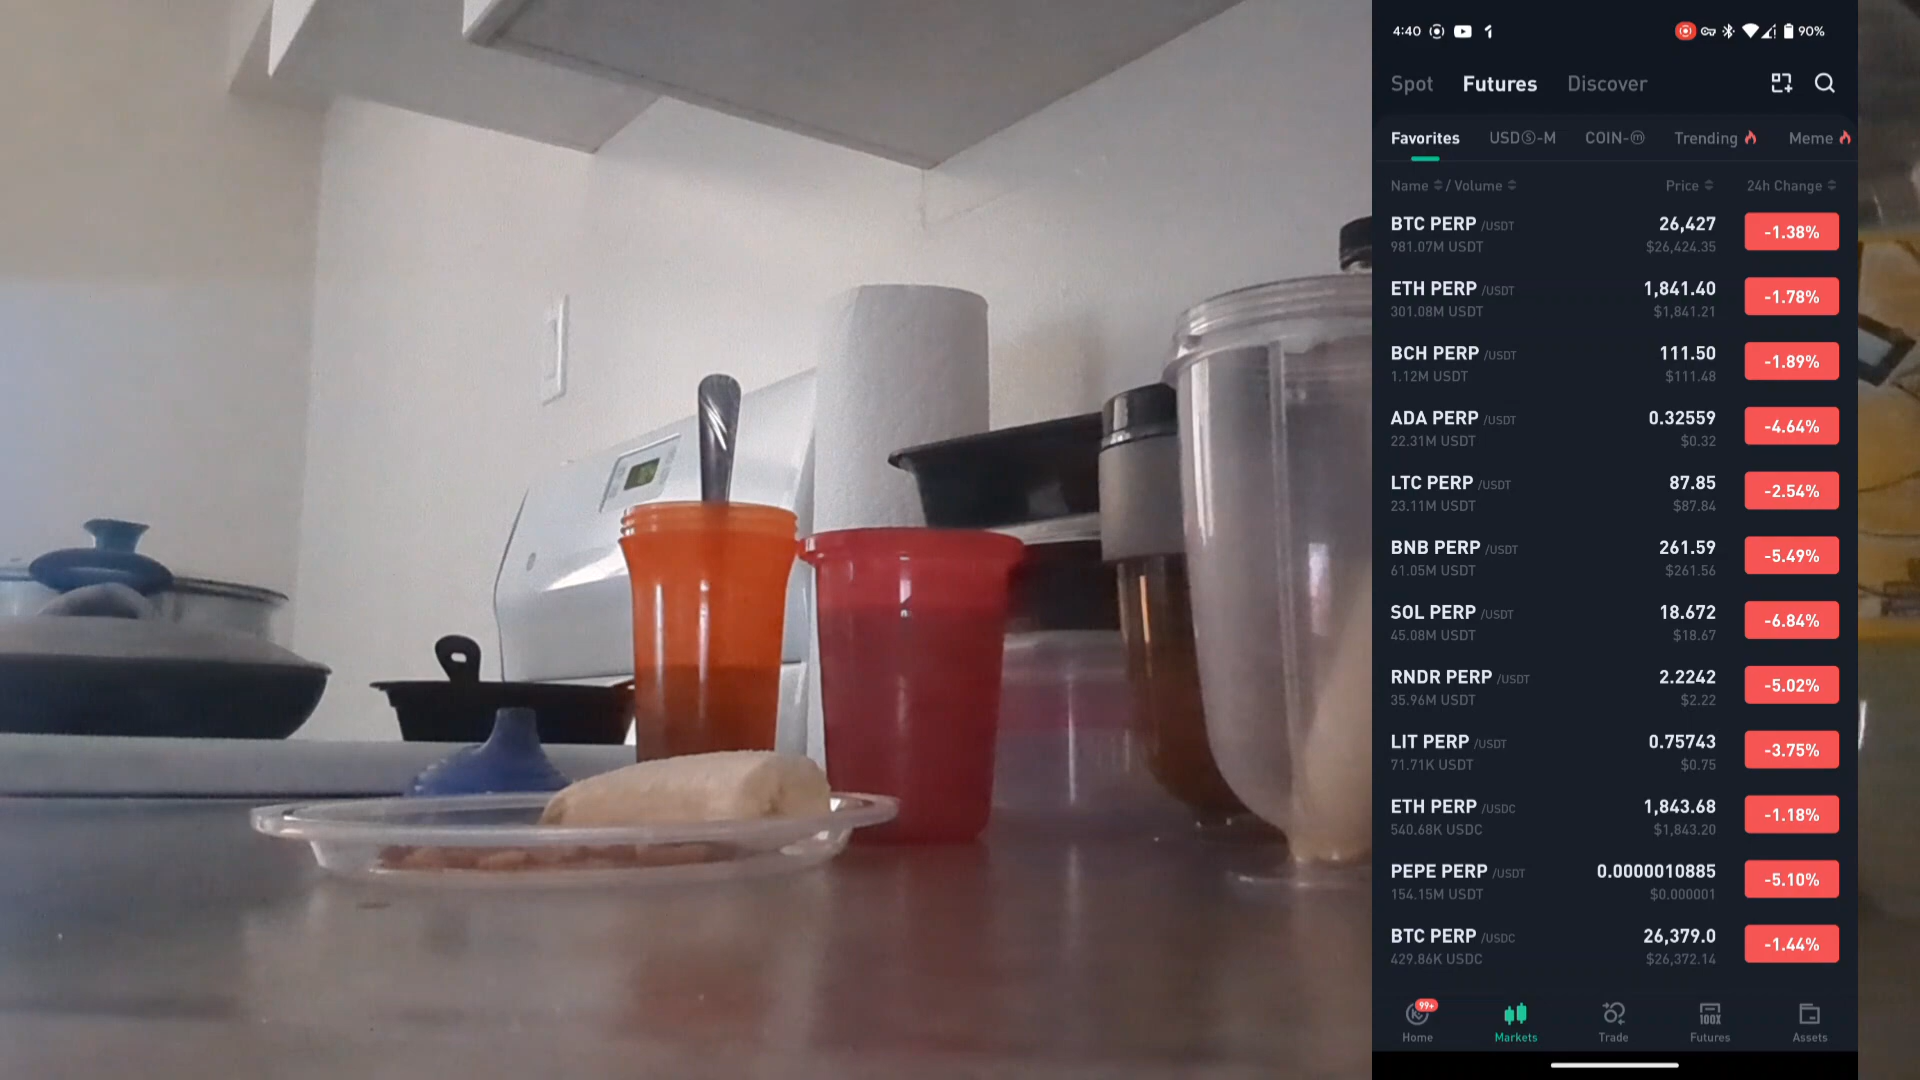 4:40 90%
Spot Futures Discover
Favorites USDⓈ-M COIN-ⓜ Trending Meme
Name / Volume Price 24h Change
BTC PERP /USDT 26,427 -1.38%
981.07M USDT $26,424.35
ETH PERP /USDT 1,841.40 -1.78%
301.08M USDT $1,841.21
BCH PERP /USDT 111.50 -1.89%
1.12M USDT $111.48
ADA PERP /USDT 0.32559 -4.64%
22.31M USDT $0.32
LTC PERP /USDT 87.85 -2.54%
23.11M USDT $87.84
BNB PERP /USDT 261.59 -5.49%
61.05M USDT $261.56
SOL PERP /USDT 18.672 -6.84%
45.08M USDT $18.67
RNDR PERP /USDT 2.2242 -5.02%
35.96M USDT $2.22
LIT PERP /USDT 0.75743 -3.75%
71.71K USDT $0.75
ETH PERP /USDC 1,843.68 -1.18%
540.68K USDC $1,843.20
PEPE PERP /USDT 0.0000010885 -5.10%
154.15M USDT $0.000001
BTC PERP /USDC 26,379.0 -1.44%
429.86K USDC $26,372.14
99+
100X
Home Markets Trade Futures Assets